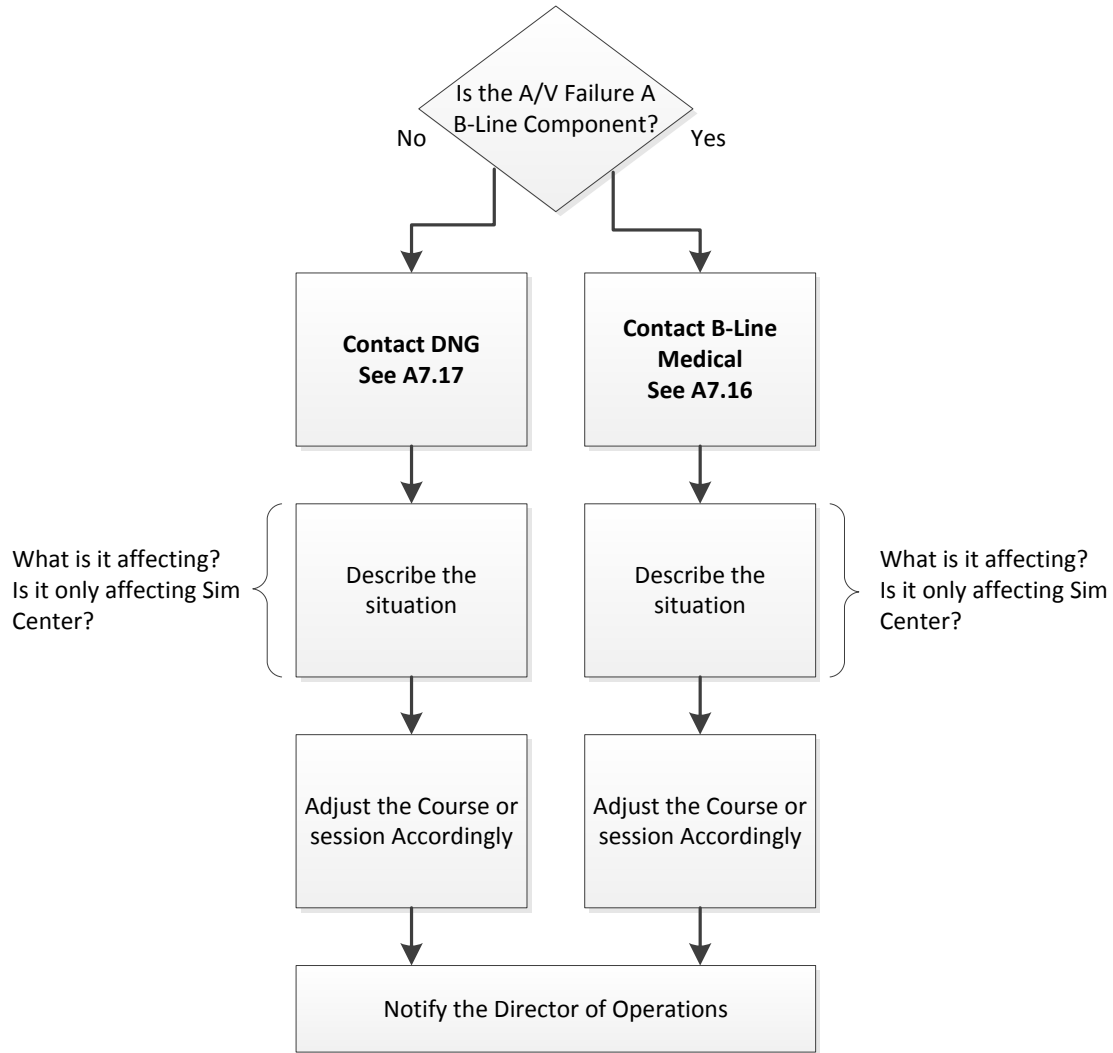 Is the A/V Failure A
B-Line Component?
No
Yes
Contact DNG
See A7.17
Contact B-Line
Medical
See A7.16
What is it affecting?
Is it only affecting Sim
Center?
Describe the
situation
Describe the
situation
What is it affecting?
Is it only affecting Sim
Center?
Adjust the Course or
session Accordingly
Adjust the Course or
session Accordingly
Notify the Director of Operations